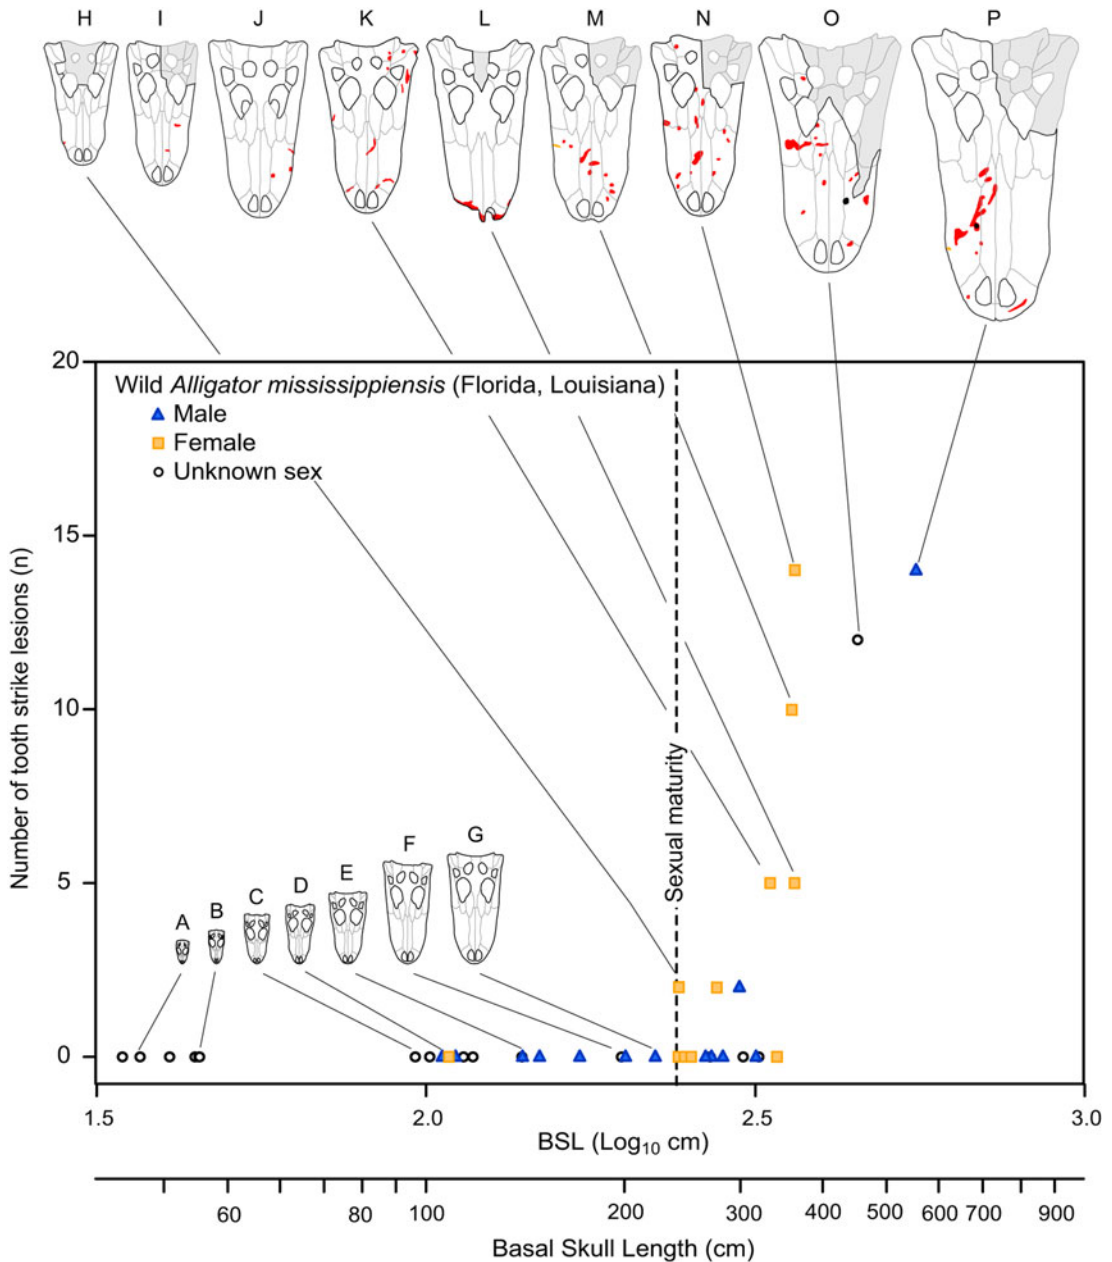 H I J K L M N O P
20
Wild Alligator mississippiensis (Florida, Louisiana)
Male
Female
Unknown sex
15
10
5
0
Number of tooth strike lesions (n)
Sexual maturity
A B C D E F G
1.5 2.0 2.5 3.0
BSL (Log10 cm)
60 80 100 200 300 400 500 600 700 900
Basal Skull Length (cm)